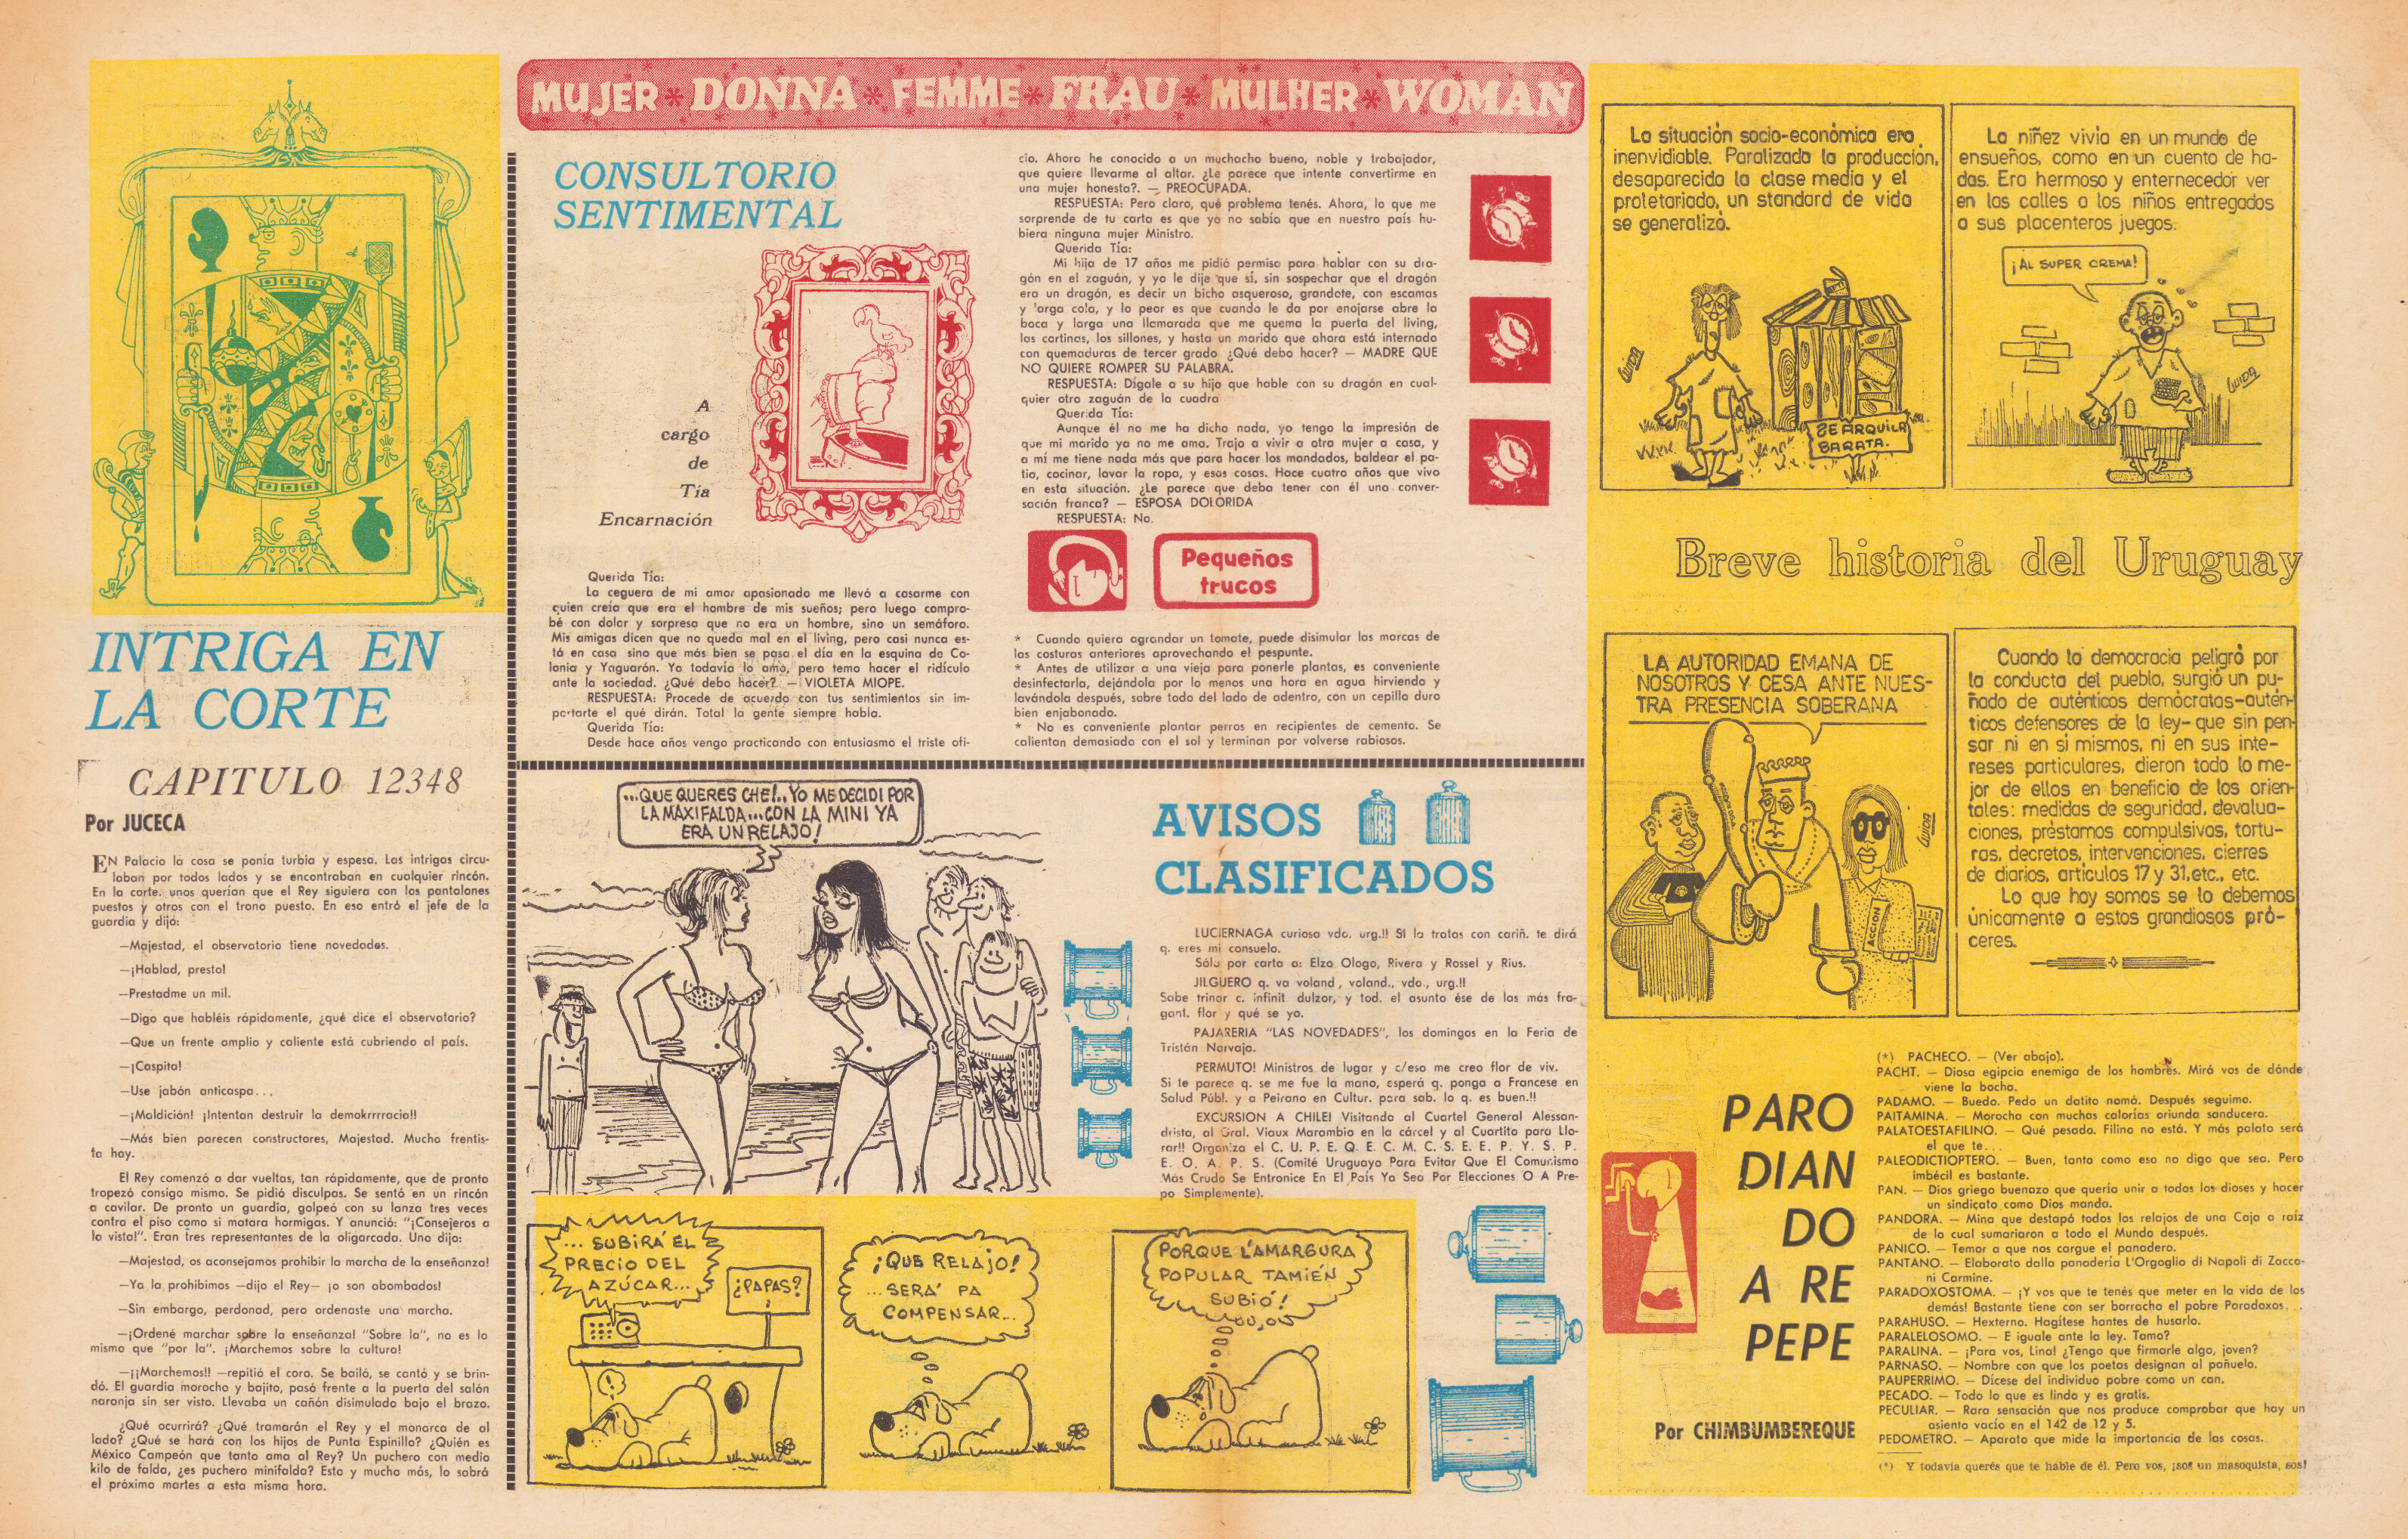 INTRIGA EN
LA CORTE
CAPITULO 12348
Por JUCECA
EN Palacio la cosa se ponía turbia y espesa. Las intrigas circu-
laban por todos lados y se encontraban en cualquier rincón.
En la corte, unos querían que el Rey siguiera con los pantalones
puestos y otros con el trono puesto. En eso entró el jefe de la
guardia y dijó:
—Majestad, el observatorio tiene novedades.
—¡Hablad, presto!
—Prestadme un mil.
—Digo que habléis rápidamente, ¿qué dice el observatorio?
—Que un frente amplio y caliente está cubriendo al país.
—¡Caspita!
—Use jabón anticaspa...
—¡Maldición! ¡Intentan destruir la demokrrrracia!!
—Más bien parecen constructores, Majestad. Mucho frentis-
ta hay.
El Rey comenzó a dar vueltas, tan rápidamente, que de pronto
tropezó consigo mismo. Se pidió disculpas. Se sentó en un rincón
a cavilar. De pronto un guardia, golpeó con su lanza tres veces
contra el piso como si matara hormigas. Y anunció: "¡Consejeros a
la vista!". Eran tres representantes de la oligarcada. Uno dijo:
—Majestad, os aconsejamos prohibir la marcha de la enseñanza!
—Ya la prohibimos —dijo el Rey— ¡o son abombados!
—Sin embargo, perdonad, pero ordenaste una marcha.
—¡Ordené marchar sobre la enseñanza! "Sobre la", no es lo
mismo que "por la". ¡Marchemos sobre la cultura!
—¡¡Marchemos!! —repitió el coro. Se bailó, se cantó y se brin-
dó. El guardia morocho y bajito, pasó frente a la puerta del salón
naranja sin ser visto. Llevaba un cañón disimulado bajo el brazo.
¿Qué ocurrirá? ¿Qué tramarán el Rey y el monarca de al
lado? ¿Qué se hará con los hijos de Punta Espinillo? ¿Quién es
México Campeón que tanto ama al Rey? Un puchero con medio
kilo de falda, ¿es puchero minifalda? Esto y mucho más, lo sabrá
el próximo martes a esta misma hora.
MUJER * DONNA * FEMME * FRAU * MULHER * WOMAN
CONSULTORIO
SENTIMENTAL
A
cargo
de
Tía
Encarnación
Querida Tía:
La ceguera de mi amor apasionado me llevó a casarme con
quien creía que era el hombre de mis sueños; pero luego compro-
bé con dolor y sorpresa que no era un hombre, sino un semáforo.
Mis amigas dicen que no queda mal en el living, pero casi nunca es-
tá en casa sino que más bien se pasa el día en la esquina de Co-
lonia y Yaguarón. Yo todavía lo amo, pero temo hacer el ridículo
ante la sociedad. ¿Qué debo hacer? — VIOLETA MIOPE.
RESPUESTA: Procede de acuerdo con tus sentimientos sin im-
portarte el qué dirán. Total la gente siempre habla.
Querida Tía:
Desde hace años vengo practicando con entusiasmo el triste ofi-
cio. Ahora he conocido a un muchacho bueno, noble y trabajador,
que quiere llevarme al altar. ¿Le parece que intente convertirme en
una mujer honesta?. — PREOCUPADA.
RESPUESTA: Pero claro, qué problema tenés. Ahora, lo que me
sorprende de tu carta es que yo no sabía que en nuestro país hu-
biera ninguna mujer Ministro.
Querida Tía:
Mi hija de 17 años me pidió permiso para hablar con su dra-
gón en el zaguán, y yo le dije que sí, sin sospechar que el dragón
era un dragón, es decir un bicho asqueroso, grandote, con escamas
y larga cola, y lo peor es que cuando le da por enojarse abre la
boca y larga una llamarada que me quema la puerta del living,
las cortinas, los sillones, y hasta un marido que ahora está internado
con quemaduras de tercer grado ¿Qué debo hacer? — MADRE QUE
NO QUIERE ROMPER SU PALABRA.
RESPUESTA: Dígale a su hija que hable con su dragón en cual-
quier otro zaguán de la cuadra
Querida Tía:
Aunque él no me ha dicho nada, yo tengo la impresión de
que mi marido ya no me ama. Trajo a vivir a otra mujer a casa, y
a mí me tiene nada más que para hacer los mandados, baldear el pa-
tio, cocinar, lavar la ropa, y esas cosas. Hace cuatro años que vivo
en esta situación. ¿Le parece que deba tener con él una conver-
sación franca? — ESPOSA DOLORIDA
RESPUESTA: No.
Pequeños
trucos
* Cuando quiera agrandar un tomate, puede disimular las marcas de
las costuras anteriores aprovechando el pespunte.
* Antes de utilizar a una vieja para ponerle plantas, es conveniente
desinfectarla, dejándola por lo menos una hora en agua hirviendo y
lavándola después, sobre todo del lado de adentro, con un cepillo duro
bien enjabonado.
* No es conveniente plantar perros en recipientes de cemento. Se
calientan demasiado con el sol y terminan por volverse rabiosos.
...QUE QUERES CHE!..YO ME DECIDI POR
LA MAXIFALDA...CON LA MINI YA
ERA UN RELAJO!
AVISOS
CLASIFICADOS
LUCIERNAGA curiosa vdo. urg.!! Si la tratas con cariñ. te dirá
q. eres mi consuelo.
Sólo por carta a: Elza Ologo, Rivera y Rossel y Rius.
JILGUERO q. va voland, voland., vdo., urg.!!
Sabe trinar c. infinit dulzor, y tod. el asunto ése de las más fra-
gant. flor y qué se yo.
PAJARERIA "LAS NOVEDADES", los domingos en la Feria de
Tristán Narvaja.
PERMUTO! Ministros de lugar y c/eso me creo flor de viv.
Si te parece q. se me fue la mano, esperá q. ponga a Francese en
Salud Públ. y a Peirano en Cultur. para sab. lo q. es buen.!!
EXCURSION A CHILE! Visitando al Cuartel General Alessan-
drista, al Gral. Viaux Marambio en la cárcel y al Cuartito para Llo-
rar!! Organiza el C. U. P. E. Q. E. C. M. C. S. E. E. P. Y. S. P.
E. O. A. P. S. (Comité Uruguayo Para Evitar Que El Comunismo
Más Crudo Se Entronice En El País Ya Sea Por Elecciones O A Pre-
po Simplemente).
... SUBIRÁ EL
PRECIO DEL
AZÚCAR...
¿PAPAS?
!
¡QUE RELAJO!
...SERÁ PA
COMPENSAR...
PORQUE L'AMARGURA
POPULAR TAMIÉN
SUBIÓ!
La situación socio-económica era
inenvidiable. Paralizada la producción,
desaparecida la clase media y el
proletariado, un standard de vida
se generalizó.
GUIDA
SE ARQUILA
BARATA.
La niñez vivía en un mundo de
ensueños, como en un cuento de ha-
das. Era hermoso y enternecedor ver
en las calles a los niños entregados
a sus placenteros juegos.
¡AL SUPER CREMA!
GUIDA
Breve historia del Uruguay
LA AUTORIDAD EMANA DE
NOSOTROS Y CESA ANTE NUES-
TRA PRESENCIA SOBERANA
GUIDA
ACCION
Cuando la democracia peligró por
la conducta del pueblo, surgió un pu-
ñado de auténticos demócratas-autén-
ticos defensores de la ley- que sin pen-
sar ni en sí mismos, ni en sus inte-
reses particulares, dieron todo lo me-
jor de ellos en beneficio de los orien-
tales: medidas de seguridad, devalua-
ciones, préstamos compulsivos, tortu-
ras, decretos, intervenciones, cierres
de diarios, artículos 17 y 31, etc., etc.
Lo que hoy somos se lo debemos
únicamente a estos grandiosos pró-
ceres.
PARO
DIAN
DO
A RE
PEPE
Por CHIMBUMBEREQUE
(*) PACHECO. — (Ver abajo).
PACHT. — Diosa egipcia enemiga de los hombres. Mirá vos de dónde
viene la bocha.
PADAMO. — Bueda. Pedo un datito namá. Después seguimo.
PAITAMINA. — Morocha con muchas calorías oriunda sanducera.
PALATOESTAFILINO. — Qué pesado. Filino no está. Y más palato será
el que te...
PALEODICTIOPTERO. — Buen, tanto como eso no digo que sea. Pero
imbécil es bastante.
PAN. — Dios griego buenazo que quería unir a todos los dioses y hacer
un sindicato como Dios manda.
PANDORA. — Mina que destapó todos los relajos de una Caja a raíz
de lo cual sumariaron a todo el Mundo después.
PANICO. — Temor a que nos cargue el panadero.
PANTANO. — Elaborato dalla panadería L'Orgoglio di Napoli di Zacca-
ni Carmine.
PARADOXOSTOMA. — ¡Y vos que te tenés que meter en la vida de los
demás! Bastante tiene con ser borracho el pobre Paradoxos...
PARAHUSO. — Hexterno. Hagítese hantes de husarlo.
PARALELOSOMO. — E iguale ante la ley. Tamo?
PARALINA. — ¡Para vos, Lina! ¿Tengo que firmarle algo, joven?
PARNASO. — Nombre con que los poetas designan al pañuelo.
PAUPERRIMO. — Dícese del individuo pobre como un can.
PECADO. — Todo lo que es lindo y es gratis.
PECULIAR. — Rara sensación que nos produce comprobar que hay un
asiento vacío en el 142 de 12 y 5.
PEDOMETRO. — Aparato que mide la importancia de las cosas.
(*) Y todavía querés que te hable de él. Pero vos, ¡sos un masoquista, sos!